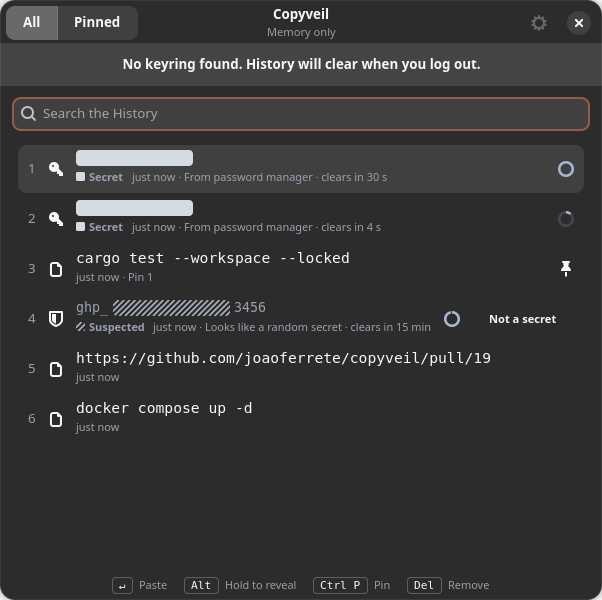 All
Pinned
Copyveil
Memory only
No keyring found. History will clear when you log out.
Search the History
1
Secret just now · From password manager · clears in 30 s
2
Secret just now · From password manager · clears in 4 s
3 cargo test --workspace --locked
just now · Pin 1
4 ghp_ 3456
Suspected just now · Looks like a random secret · clears in 15 min
Not a secret
5 https://github.com/joaoferrete/copyveil/pull/19
just now
6 docker compose up -d
just now
↵ Paste Alt Hold to reveal Ctrl P Pin Del Remove